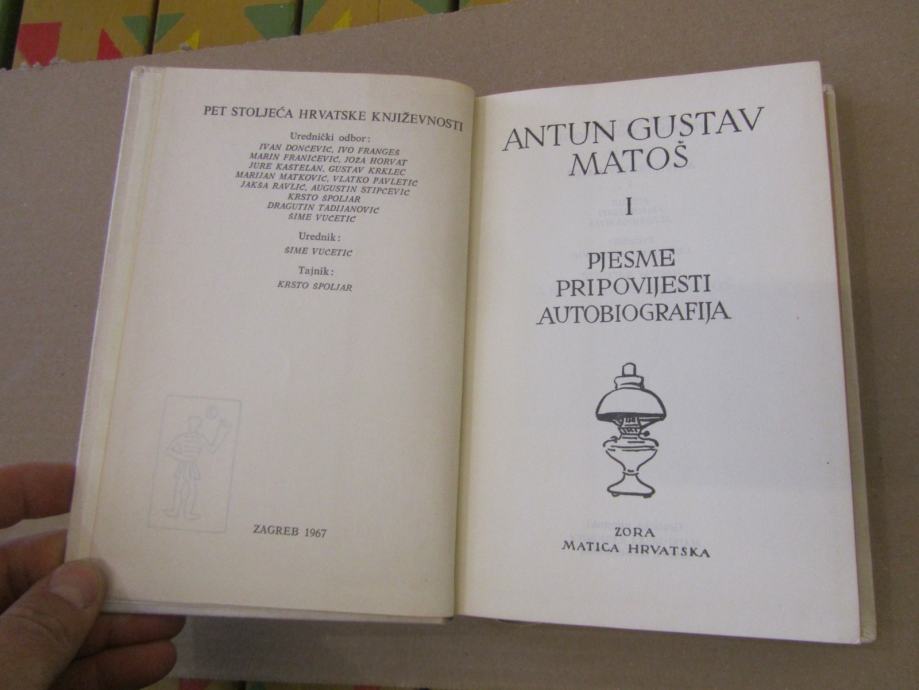 PET STOLJEĆA HRVATSKE KNJIŽEVNOSTI
Urednički odbor:
IVAN DONČEVIĆ, IVO FRANGEŠ
MARIN FRANIČEVIĆ, JOŽA HORVAT
JURE KAŠTELAN, GUSTAV KRKLEC
MARIJAN MATKOVIĆ, VLATKO PAVLETIĆ
JAKŠA RAVLIĆ, AUGUSTIN STIPČEVIĆ
KRSTO ŠPOLJAR
DRAGUTIN TADIJANOVIĆ
ŠIME VUČETIĆ
Urednik:
ŠIME VUČETIĆ
Tajnik:
KRSTO ŠPOLJAR
ZAGREB 1967
ANTUN GUSTAV
MATOŠ
I
PJESME
PRIPOVIJESTI
AUTOBIOGRAFIJA
ZORA
MATICA HRVATSKA